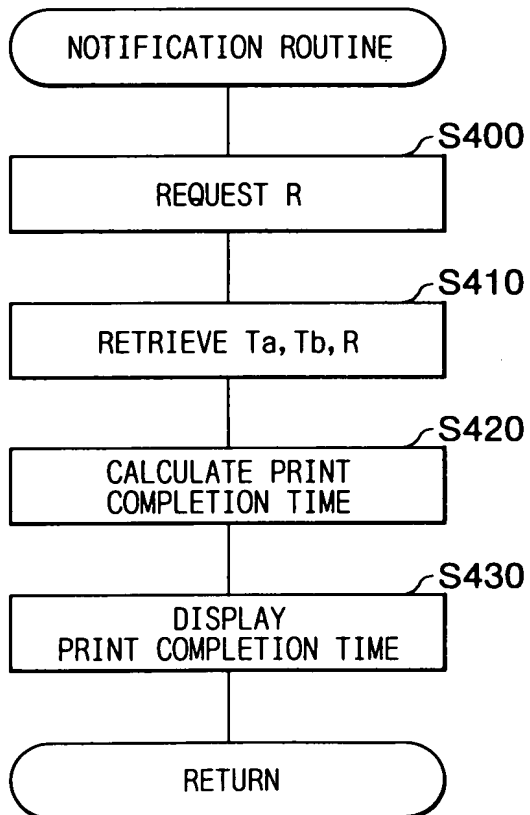 NOTIFICATION ROUTINE
S400
REQUEST R
S410
RETRIEVE Ta, Tb, R
S420
CALCULATE PRINT
COMPLETION TIME
S430
DISPLAY
PRINT COMPLETION TIME
RETURN